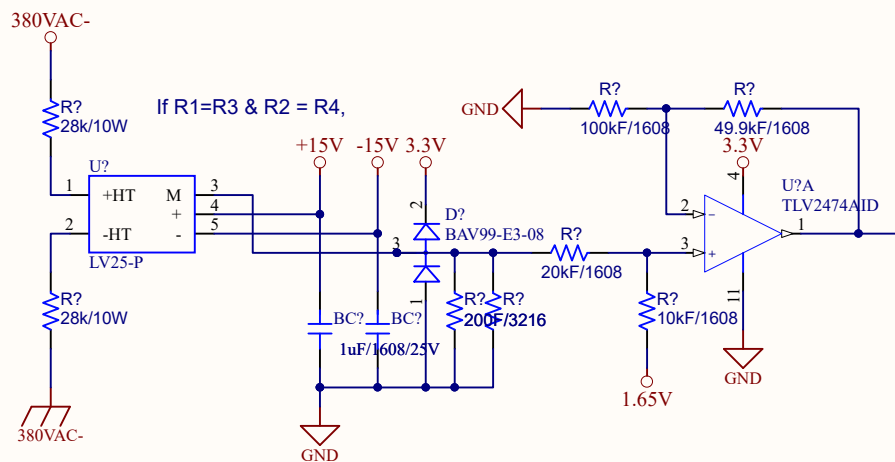 380VAC-
R?
28k/10W
If R1=R3 & R2 = R4,
+15V
-15V
3.3V
U?
1
+HT
M
3
+
4
2
-HT
-
5
LV25-P
R?
28k/10W
380VAC-
2
D?
BAV99-E3-08
3
1
BC?
BC?
1uF/1608/25V
R?
R?
200F/3216
GND
R?
20kF/1608
R?
10kF/1608
1.65V
GND
R?
100kF/1608
R?
49.9kF/1608
3.3V
4
U?A
TLV2474AID
2
-
3
+
1
11
GND